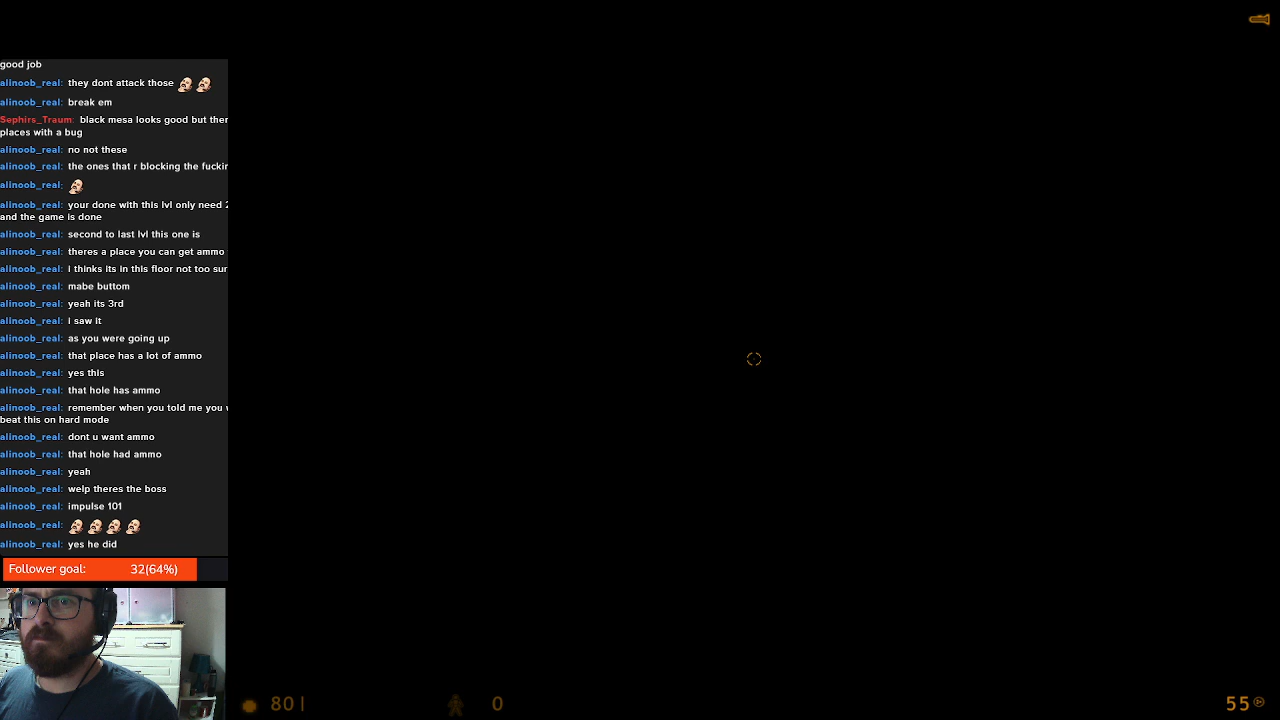 good job
alinoob_real: they dont attack those
alinoob_real: break em
Sephirs_Traum: black mesa looks good but ther
places with a bug
alinoob_real: no not these
alinoob_real: the ones that r blocking the fuckin
alinoob_real:
alinoob_real: your done with this lvl only need 2
and the game is done
alinoob_real: second to last lvl this one is
alinoob_real: theres a place you can get ammo
alinoob_real: I thinks its in this floor not too sur
alinoob_real: mabe buttom
alinoob_real: yeah its 3rd
alinoob_real: I saw it
alinoob_real: as you were going up
alinoob_real: that place has a lot of ammo
alinoob_real: yes this
alinoob_real: that hole has ammo
alinoob_real: remember when you told me you w
beat this on hard mode
alinoob_real: dont u want ammo
alinoob_real: that hole had ammo
alinoob_real: yeah
alinoob_real: welp theres the boss
alinoob_real: impulse 101
alinoob_real:
alinoob_real: yes he did
Follower goal: 32(64%)
80 | 0 55